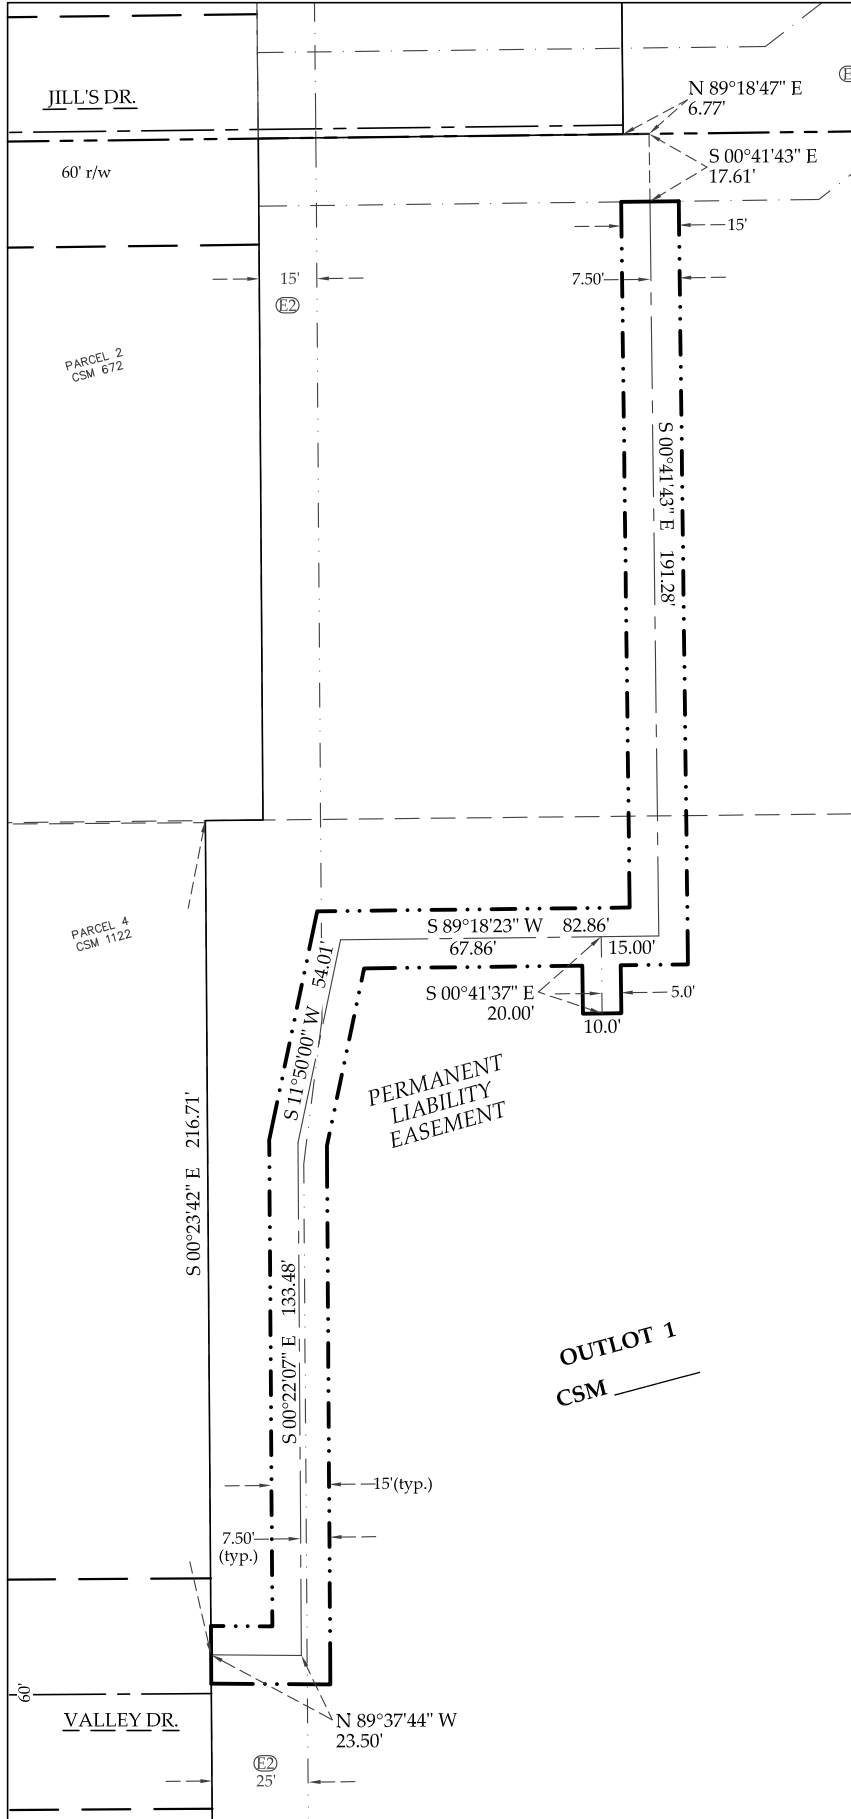 JILL'S DR.
N 89°18'47" E
6.77'
S 00°41'43" E
17.61'
60' r/w
15'
15'
7.50'
E2
PARCEL 2
CSM 672
S 00°41'43" E 191.28'
S 89°18'23" W 82.86'
67.86' 15.00'
PARCEL 4
CSM 1122
S 11°50'00" W 54.01'
S 00°41'37" E
20.00'
5.0'
10.0'
PERMANENT
LIABILITY
EASEMENT
S 00°23'42" E 216.71'
S 00°22'07" E 133.48'
OUTLOT 1
CSM
15'(typ.)
7.50'
(typ.)
60'
VALLEY DR.
N 89°37'44" W
23.50'
E2
25'